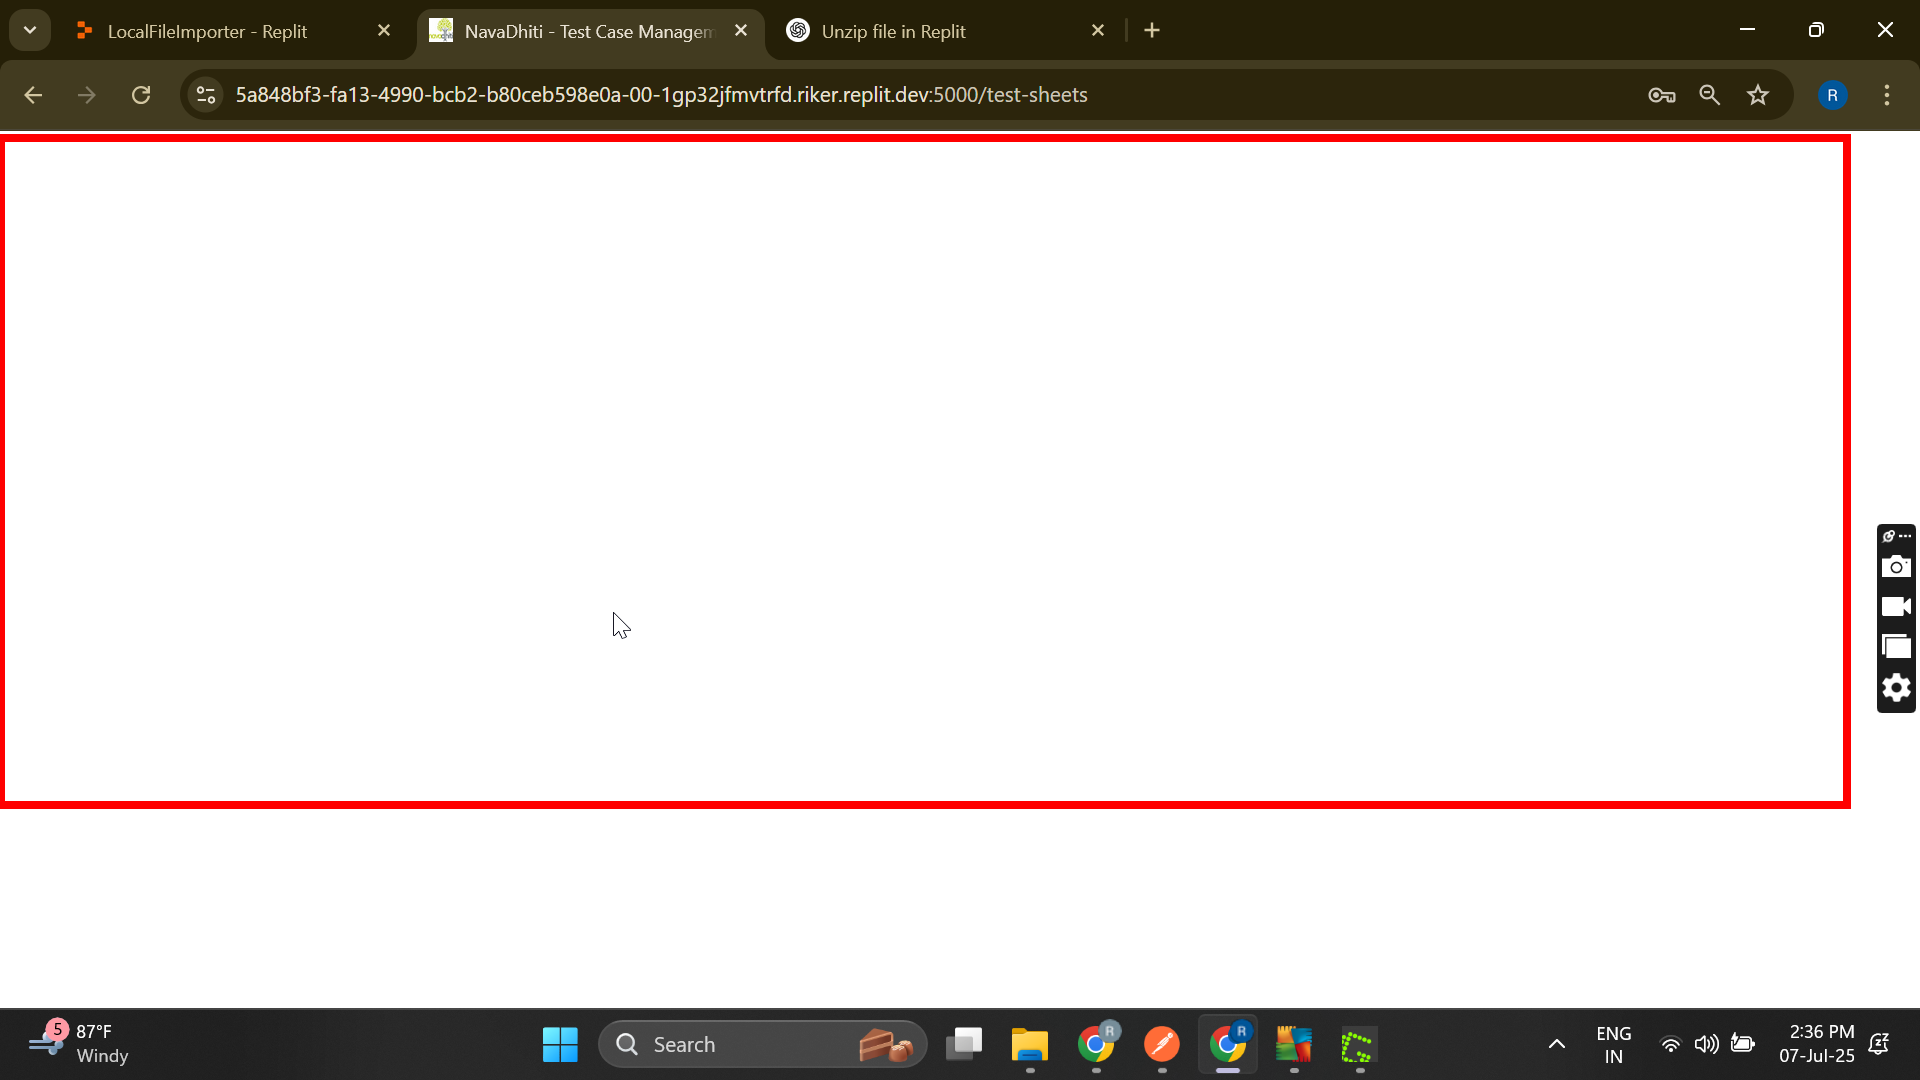 LocalFileImporter - Replit
NavaDhiti - Test Case Managem
Unzip file in Replit
5a848bf3-fa13-4990-bcb2-b80ceb598e0a-00-1gp32jfmvtrfd.riker.replit.dev:5000/test-sheets
R
5
87°F
Windy
Search
R
R
ENG
IN
2:36 PM
07-Jul-25